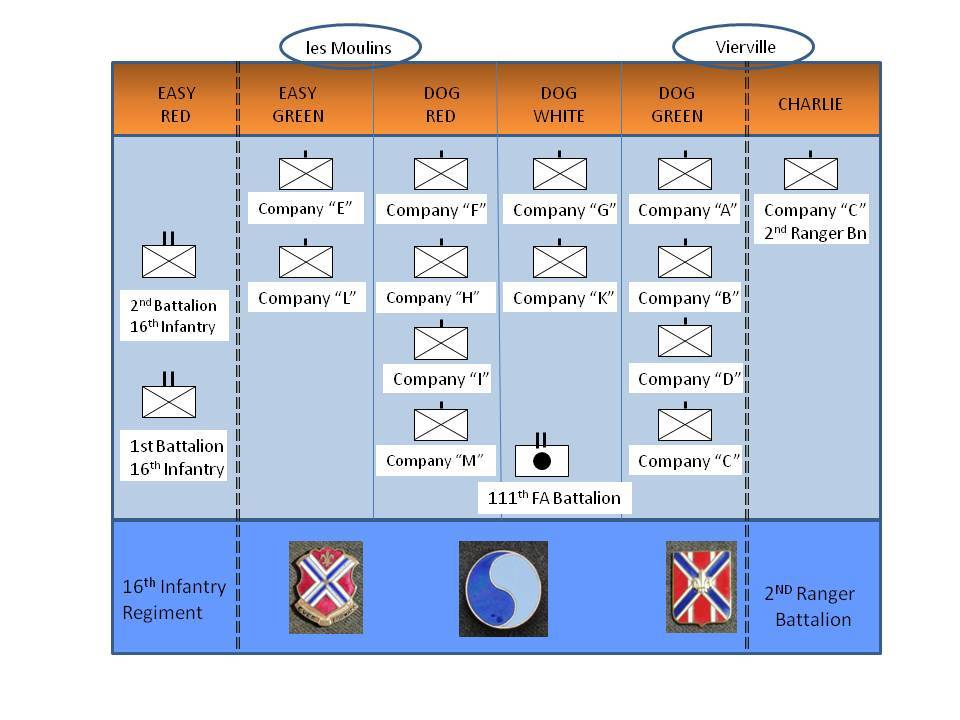 les Moulins
Vierville
EASY
RED
EASY
GREEN
DOG
RED
DOG
WHITE
DOG
GREEN
CHARLIE
Company “E”
Company “F”
Company “G”
Company “A”
Company “C”
2nd Ranger Bn
2nd Battalion
16th Infantry
Company “L”
Company “H”
Company “K”
Company “B”
Company “I”
Company “D”
1st Battalion
16th Infantry
Company “M”
Company “C”
111th FA Battalion
16th Infantry
Regiment
2ND Ranger
Battalion